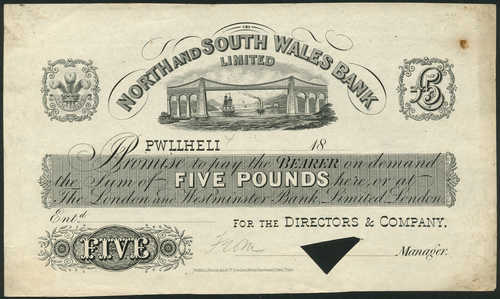 THE
NORTH AND SOUTH WALES BANK
LIMITED
£5
PWLLHELI 18
Promise to pay the BEARER on demand
the Sum of FIVE POUNDS here, or at
The London and Westminster Bank, Limited, London
Ent.d
FOR THE DIRECTORS & COMPANY,
FIVE
Manager.